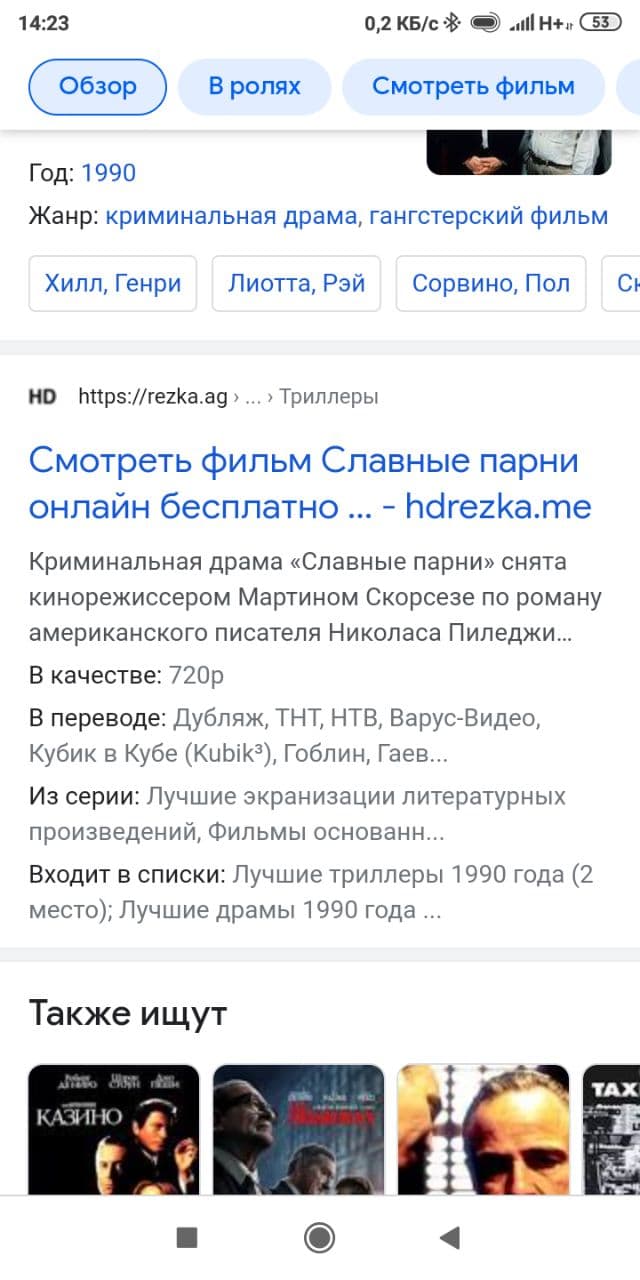 14:23 0,2 КБ/с H+ 53
Обзор В ролях Смотреть фильм
Год: 1990
Жанр: криминальная драма, гангстерский фильм
Хилл, Генри Лиотта, Рэй Сорвино, Пол Ск
HD https://rezka.ag › ... › Триллеры
Смотреть фильм Славные парни
онлайн бесплатно ... - hdrezka.me
Криминальная драма «Славные парни» снята
кинорежиссером Мартином Скорсезе по роману
американского писателя Николаса Пиледжи...
В качестве: 720p
В переводе: Дубляж, ТНТ, НТВ, Варус-Видео,
Кубик в Кубе (Kubik³), Гоблин, Гаев...
Из серии: Лучшие экранизации литературных
произведений, Фильмы основанн...
Входит в списки: Лучшие триллеры 1990 года (2
место); Лучшие драмы 1990 года ...
Также ищут
КАЗИНО
TAX